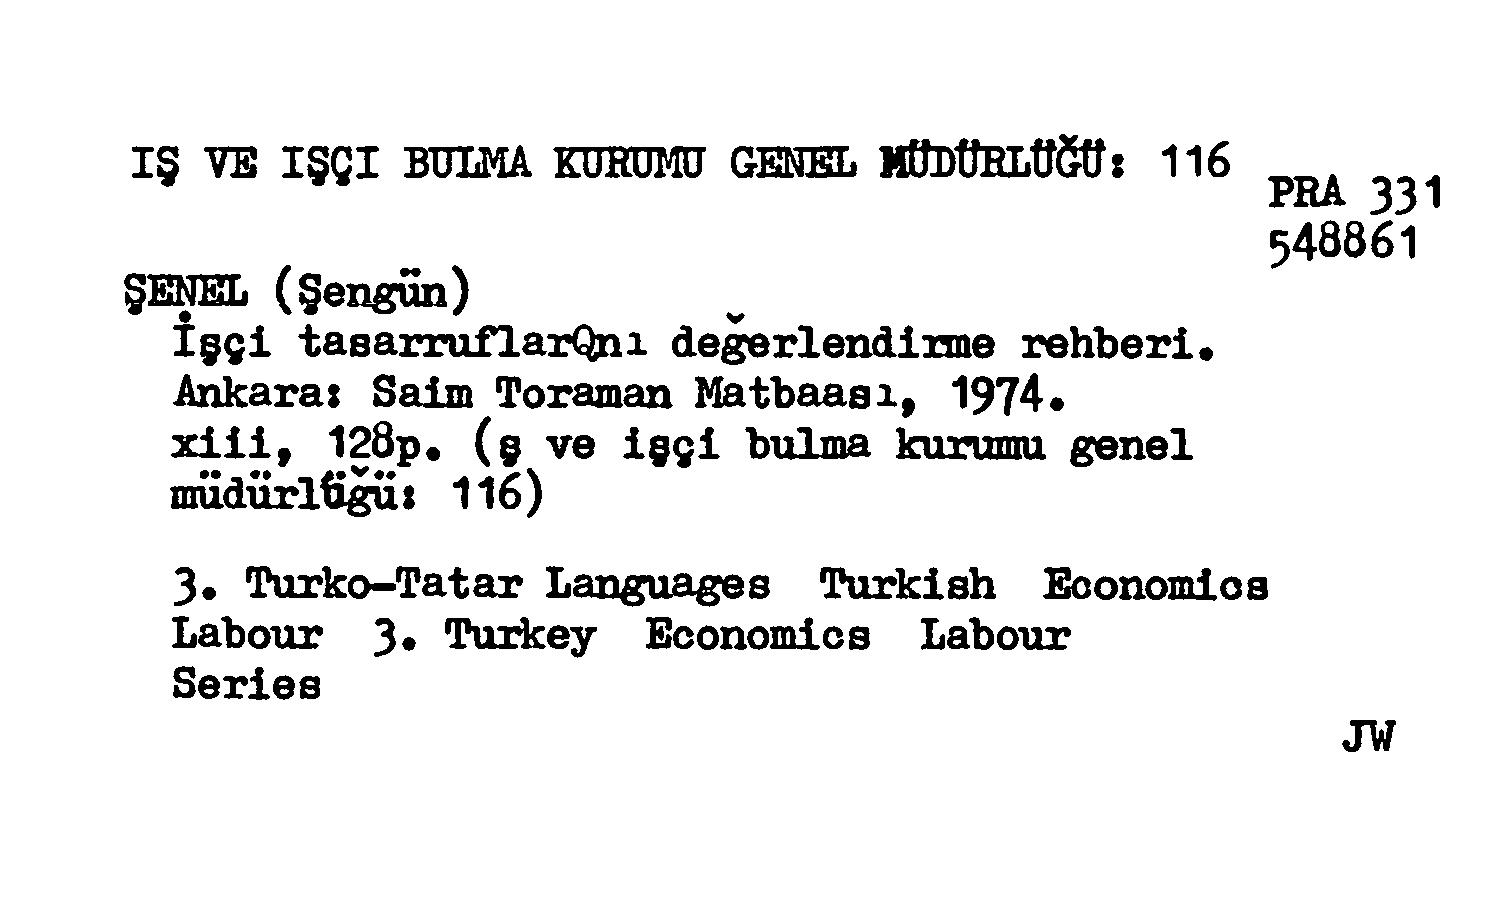 IŞ VE IŞÇI BULMA KURUMU GENEL MÜDÜRLÜĞÜ: 116
PRA 331
548861
ŞENEL (Şengün)
İşçi tasarruflarQnı değerlendirme rehberi.
Ankara: Saim Toraman Matbaası, 1974.
xiii, 128p. (ş ve işçi bulma kurumu genel
müdürlüğü: 116)
3. Turko-Tatar Languages Turkish Economics
Labour 3. Turkey Economics Labour
Series
JW